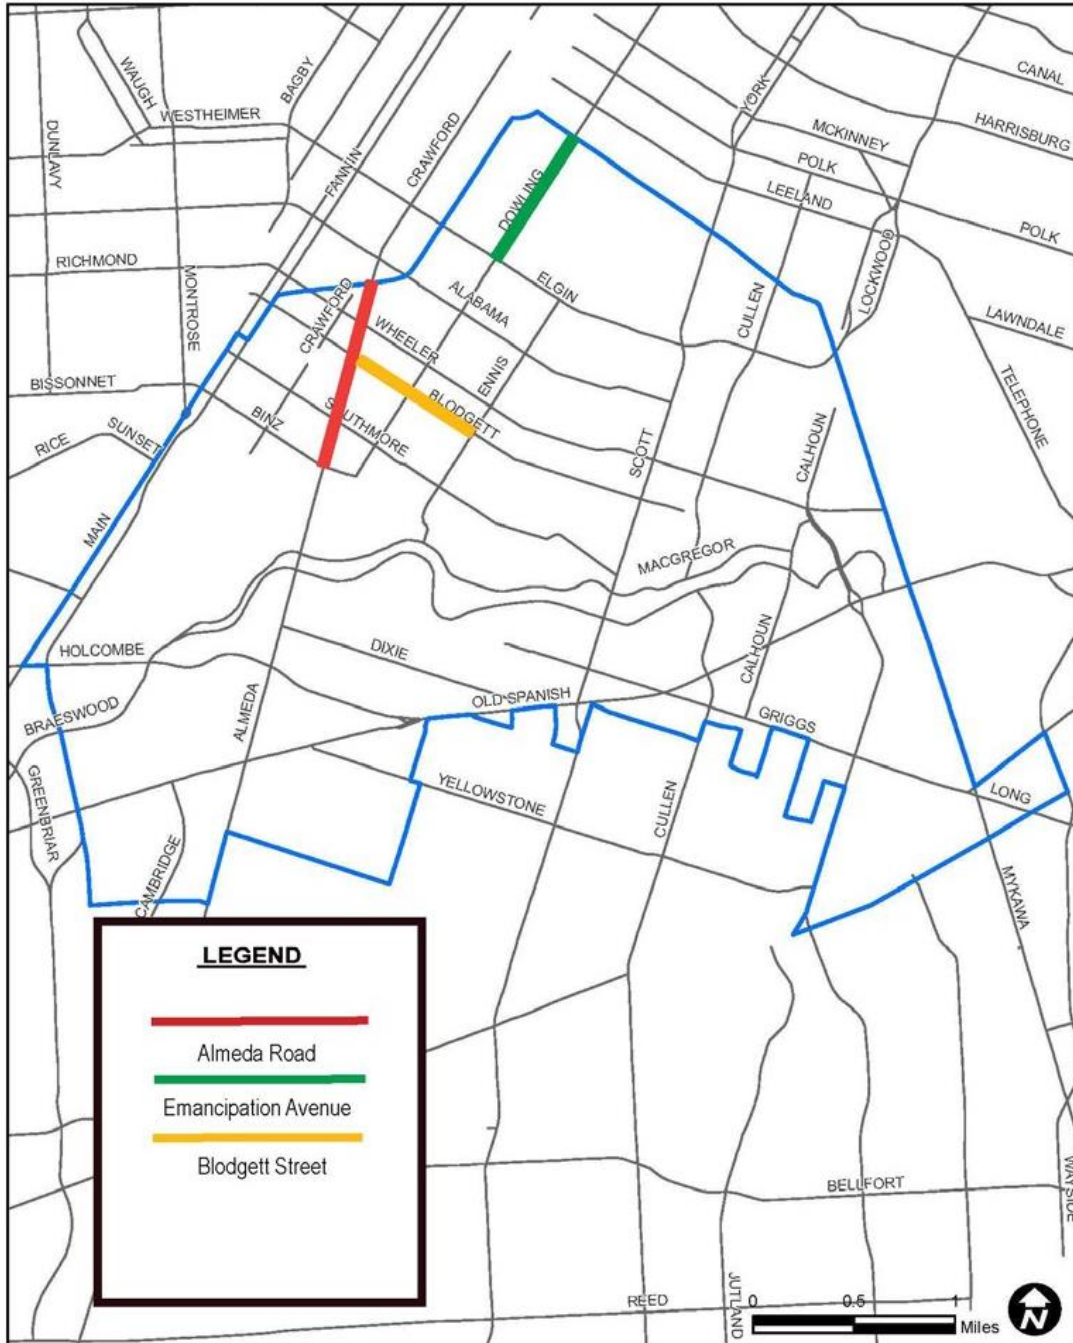 CANAL
WAUGH
BAGBY
YORK
HARRISBURG
WESTHEIMER
MCKINNEY
CRAWFORD
DUNLAVY
POLK
FANNIN
LEELAND
DOWLING
POLK
LOCKWOOD
RICHMOND
MONTROSE
ELGIN
ALABAMA
CULLEN
LAWNDALE
CRAWFORD
WHEELER
ENNIS
BISSONNET
BLODGETT
TELEPHONE
BINZ
SOUTHMORE
RICE
SUNSET
SCOTT
CALHOUN
MAIN
MACGREGOR
HOLCOMBE
DIXIE
CALHOUN
BRAESWOOD
ALMEDA
OLD SPANISH
GRIGGS
GREENBRIAR
YELLOWSTONE
CULLEN
LONG
CAMBRIDGE
MYKAWA
LEGEND
Almeda Road
Emancipation Avenue
Blodgett Street
BELLFORT
WAYSIDE
REED
JUTLAND
0 0.5 1
Miles
N